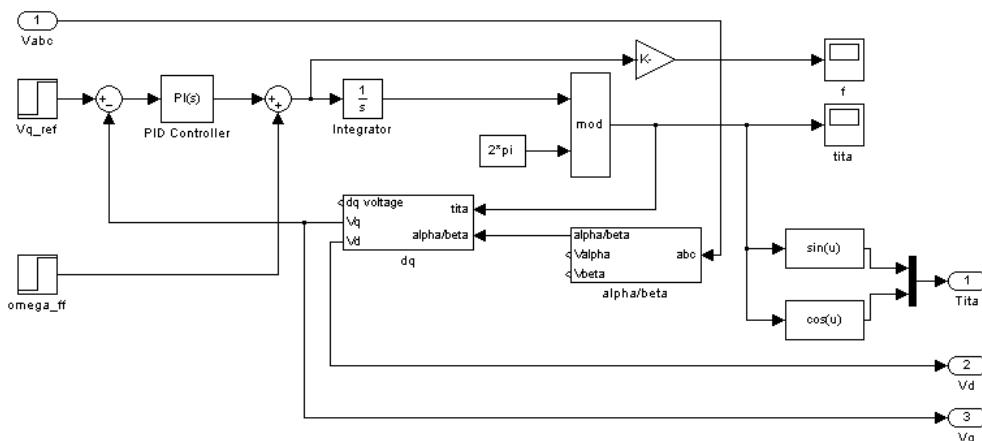 1
Vabc
K-
f
Vq_ref
+
−
PI(s)
PID Controller
+
+
1
s
Integrator
mod
2*pi
tita
dq voltage
Vq
Vd
tita
alpha/beta
dq
alpha/beta
Valpha
Vbeta
abc
alpha/beta
omega_ff
sin(u)
cos(u)
1
Tita
2
Vd
3
Vq